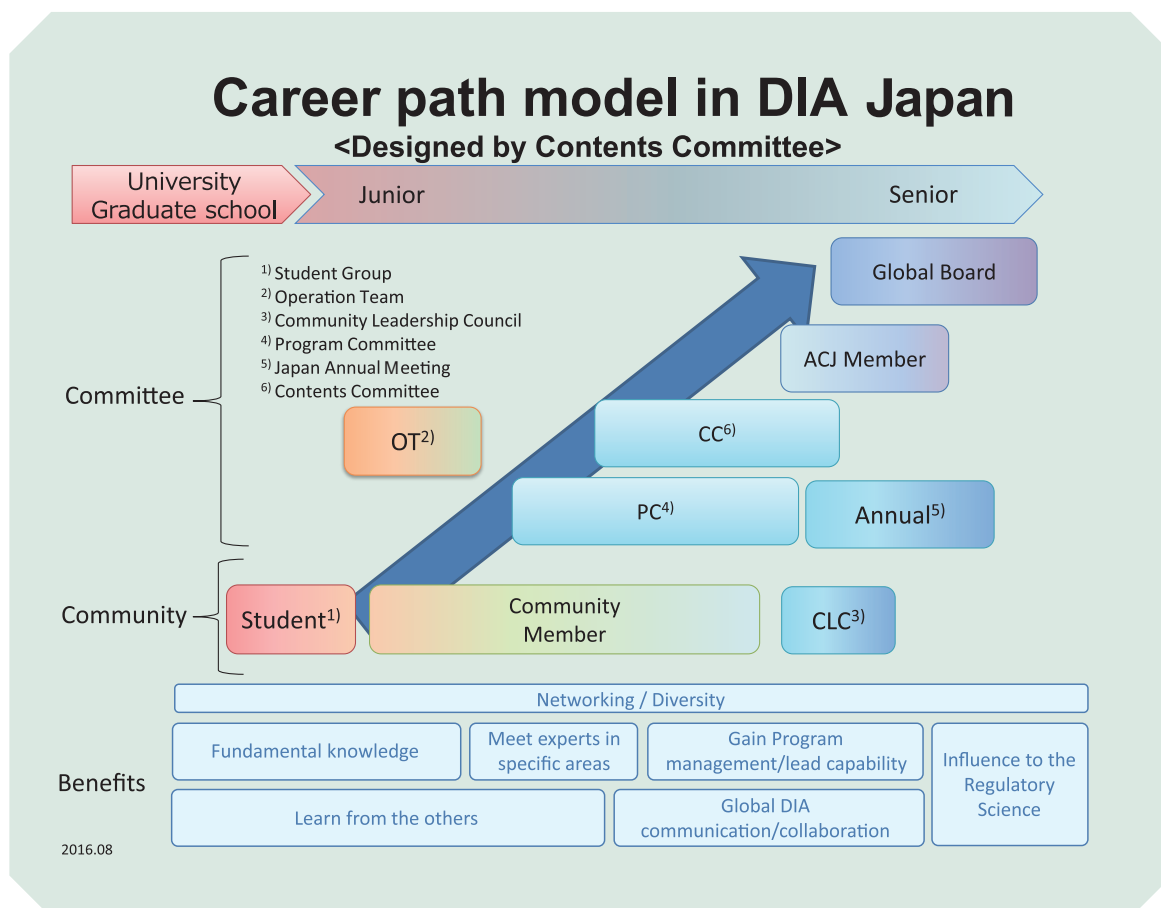 Career path model in DIA Japan
<Designed by Contents Committee>
University
Graduate school
Junior
Senior
Global Board
1) Student Group
2) Operation Team
3) Community Leadership Council
4) Program Committee
5) Japan Annual Meeting
6) Contents Committee
ACJ Member
Committee
OT2)
CC6)
PC4)
Annual5)
Community
Student1)
Community
Member
CLC3)
Networking / Diversity
Benefits
Fundamental knowledge
Meet experts in
specific areas
Gain Program
management/lead capability
Influence to the
Regulatory
Science
Learn from the others
Global DIA
communication/collaboration
2016.08